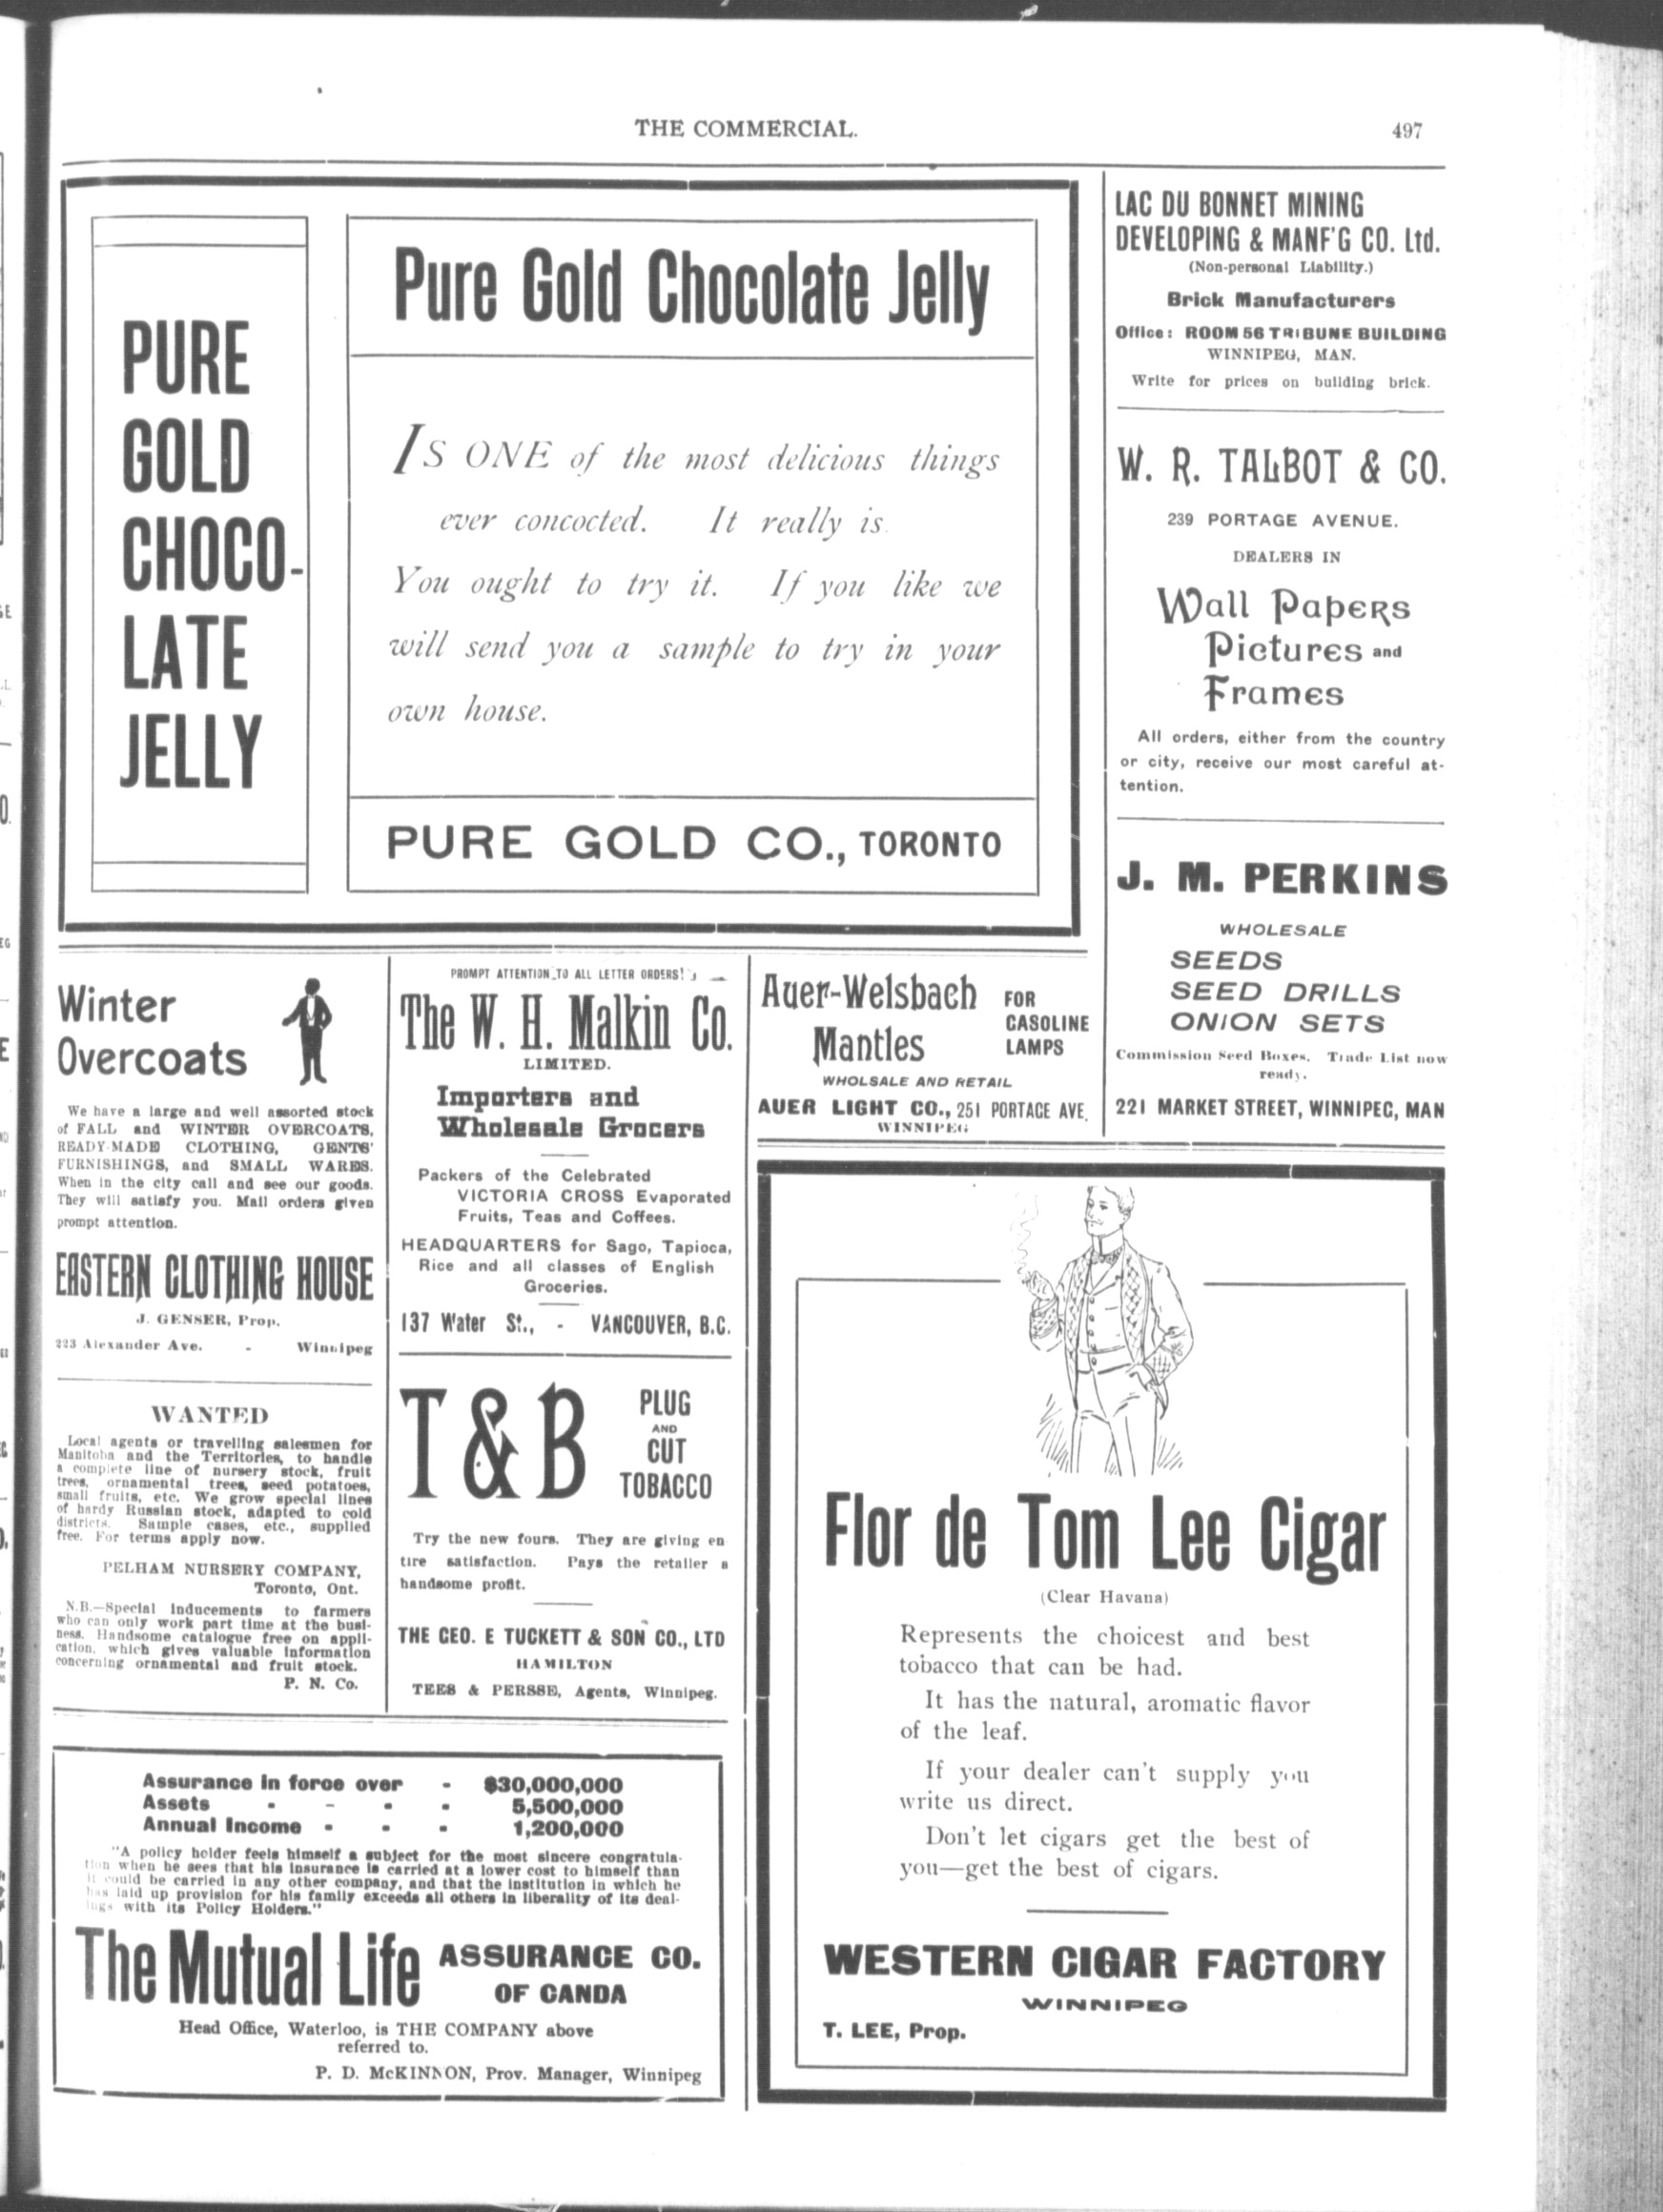 THE COMMERCIAL.
497
PURE
GOLD
CHOCO-
LATE
JELLY
Pure Gold Chocolate Jelly
IS ONE of the most delicious things
ever concocted. It really is.
You ought to try it. If you like we
will send you a sample to try in your
own house.
PURE GOLD CO., TORONTO
LAC DU BONNET MINING
DEVELOPING & MANF'G CO. Ltd.
(Non-personal Liability.)
Brick Manufacturers
Office: ROOM 56 TRIBUNE BUILDING
WINNIPEG, MAN.
Write for prices on building brick.
W. R. TALBOT & CO.
239 PORTAGE AVENUE.
DEALERS IN
Wall Papers
Pictures and
Frames
All orders, either from the country
or city, receive our most careful at-
tention.
J. M. PERKINS
WHOLESALE
SEEDS
SEED DRILLS
ONION SETS
Commission Seed Boxes. Trade List now
ready.
221 MARKET STREET, WINNIPEG, MAN
Winter
Overcoats
We have a large and well assorted stock
of FALL and WINTER OVERCOATS,
READY-MADE CLOTHING, GENTS'
FURNISHINGS, and SMALL WARES.
When in the city call and see our goods.
They will satisfy you. Mail orders given
prompt attention.
EASTERN CLOTHING HOUSE
J. GENSER, Prop.
223 Alexander Ave. - Winnipeg
WANTED
Local agents or travelling salesmen for
Manitoba and the Territories, to handle
a complete line of nursery stock, fruit
trees, ornamental trees, seed potatoes,
small fruits, etc. We grow special lines
of hardy Russian stock, adapted to cold
districts. Sample cases, etc., supplied
free. For terms apply now.
PELHAM NURSERY COMPANY,
Toronto, Ont.
N.B.—Special inducements to farmers
who can only work part time at the busi-
ness. Handsome catalogue free on appli-
cation, which gives valuable information
concerning ornamental and fruit stock.
P. N. Co.
PROMPT ATTENTION TO ALL LETTER ORDERS!
The W. H. Malkin Co.
LIMITED.
Importers and
Wholesale Grocers
Packers of the Celebrated
VICTORIA CROSS Evaporated
Fruits, Teas and Coffees.
HEADQUARTERS for Sago, Tapioca,
Rice and all classes of English
Groceries.
137 Water St., - VANCOUVER, B.C.
T & B
PLUG
AND
CUT
TOBACCO
Try the new fours. They are giving en
tire satisfaction. Pays the retailer a
handsome profit.
THE GEO. E TUCKETT & SON CO., LTD
HAMILTON
TEES & PERSSE, Agents, Winnipeg.
Auer-Welsbach
Mantles
FOR
GASOLINE
LAMPS
WHOLSALE AND RETAIL
AUER LIGHT CO., 251 PORTAGE AVE.
WINNIPEG
Assurance in force over - $30,000,000
Assets - - - - 5,500,000
Annual Income - - - 1,200,000
"A policy holder feels himself a subject for the most sincere congratula-
tion when he sees that his insurance is carried at a lower cost to himself than
it could be carried in any other company, and that the institution in which he
has laid up provision for his family exceeds all others in liberality of its deal-
ings with its Policy Holders."
The Mutual Life ASSURANCE CO.
OF CANDA
Head Office, Waterloo, is THE COMPANY above
referred to.
P. D. McKINNON, Prov. Manager, Winnipeg
Flor de Tom Lee Cigar
(Clear Havana)
Represents the choicest and best
tobacco that can be had.
It has the natural, aromatic flavor
of the leaf.
If your dealer can't supply you
write us direct.
Don't let cigars get the best of
you—get the best of cigars.
WESTERN CIGAR FACTORY
WINNIPEG
T. LEE, Prop.